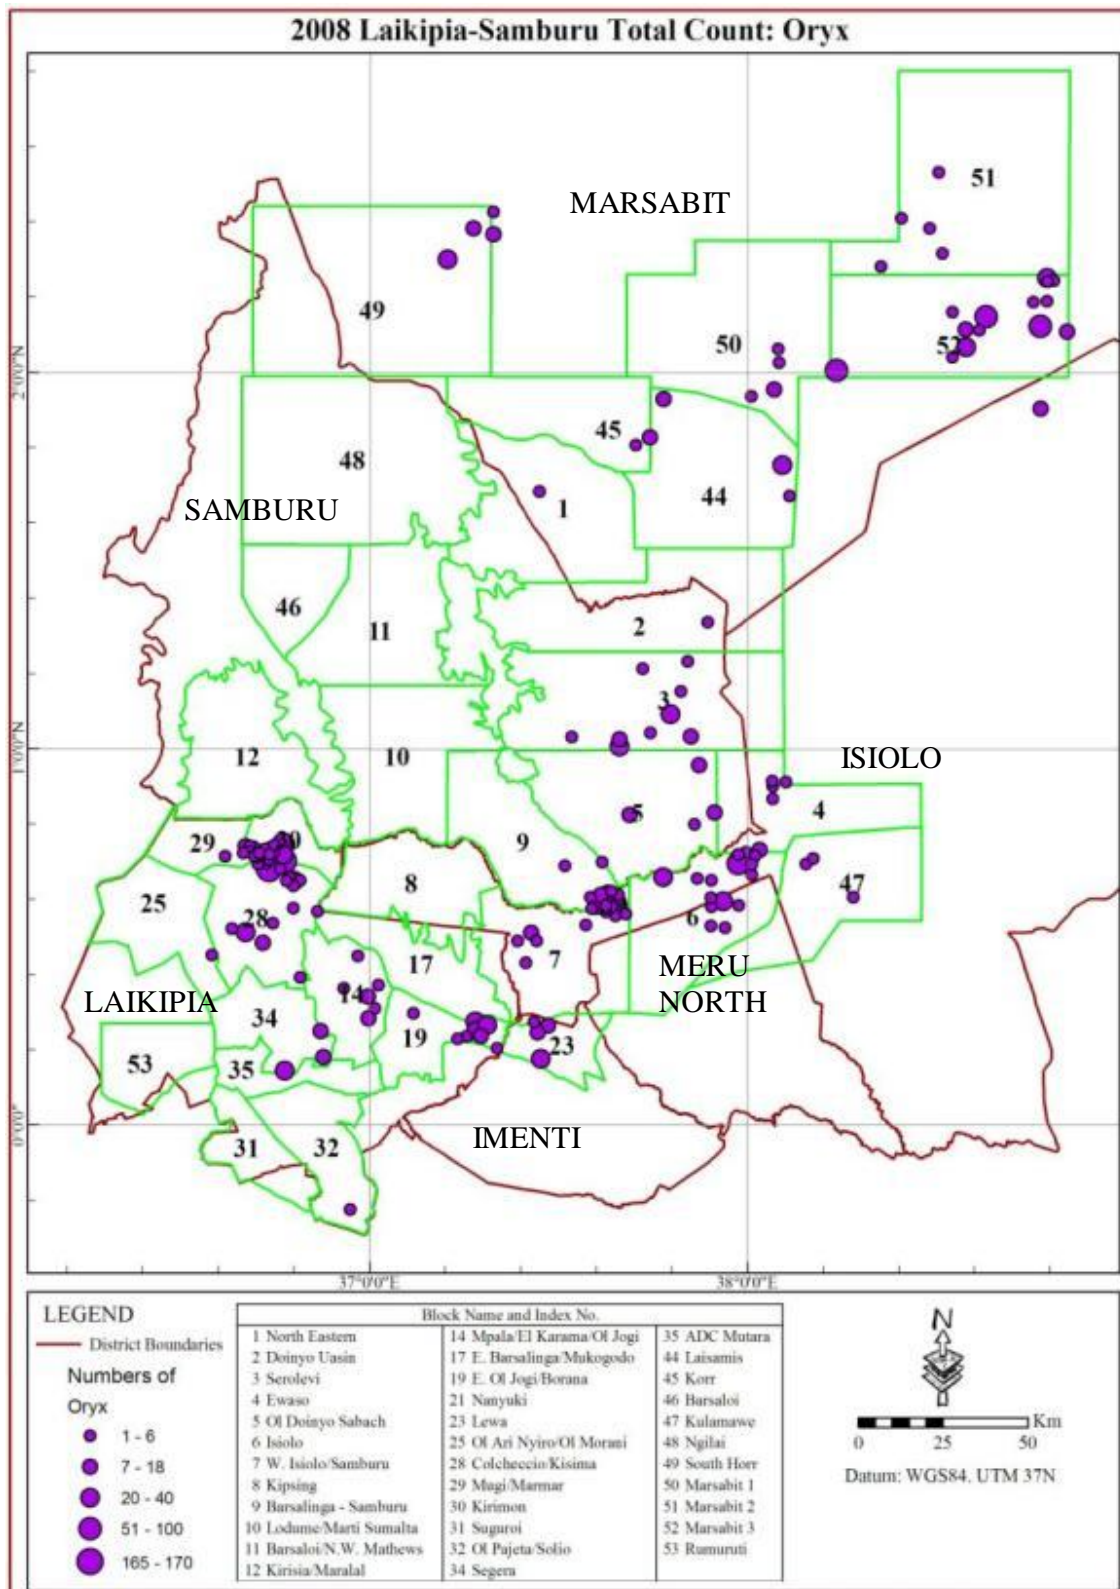 2008 Laikipia-Samburu Total Count: Oryx
MARSABIT
51
49
50
52
2°0'0"N
45
48
SAMBURU
1
44
46
11
2
3
1°0'0"N
12
10
ISIOLO
5
4
29
30
9
8
47
25
28
6
17
7
MERU
NORTH
LAIKIPIA
14
34
19
23
35
53
0°0'0"
IMENTI
31
32
37°0'0"E
38°0'0"E
LEGEND
District Boundaries
Numbers of
Oryx
1 - 6
7 - 18
20 - 40
51 - 100
165 - 170
Block Name and Index No.
1 North Eastern
2 Doinyo Uasin
3 Serolevi
4 Ewaso
5 Ol Doinyo Sabach
6 Isiolo
7 W. Isiolo/Samburu
8 Kipsing
9 Barsalinga - Samburu
10 Lodume/Marti Sumalta
11 Barsaloi/N.W. Mathews
12 Kirisia/Maralal
14 Mpala/El Karama/Ol Jogi
17 E. Barsalinga/Mukogodo
19 E. Ol Jogi/Borana
21 Nanyuki
23 Lewa
25 Ol Ari Nyiro/Ol Morani
28 Colcheccio/Kisima
29 Mugi/Marmar
30 Kirimon
31 Suguroi
32 Ol Pajeta/Solio
34 Segera
35 ADC Mutara
44 Laisamis
45 Korr
46 Barsaloi
47 Kulamawe
48 Ngilai
49 South Horr
50 Marsabit 1
51 Marsabit 2
52 Marsabit 3
53 Rumuruti
N
Km
0 25 50
Datum: WGS84, UTM 37N